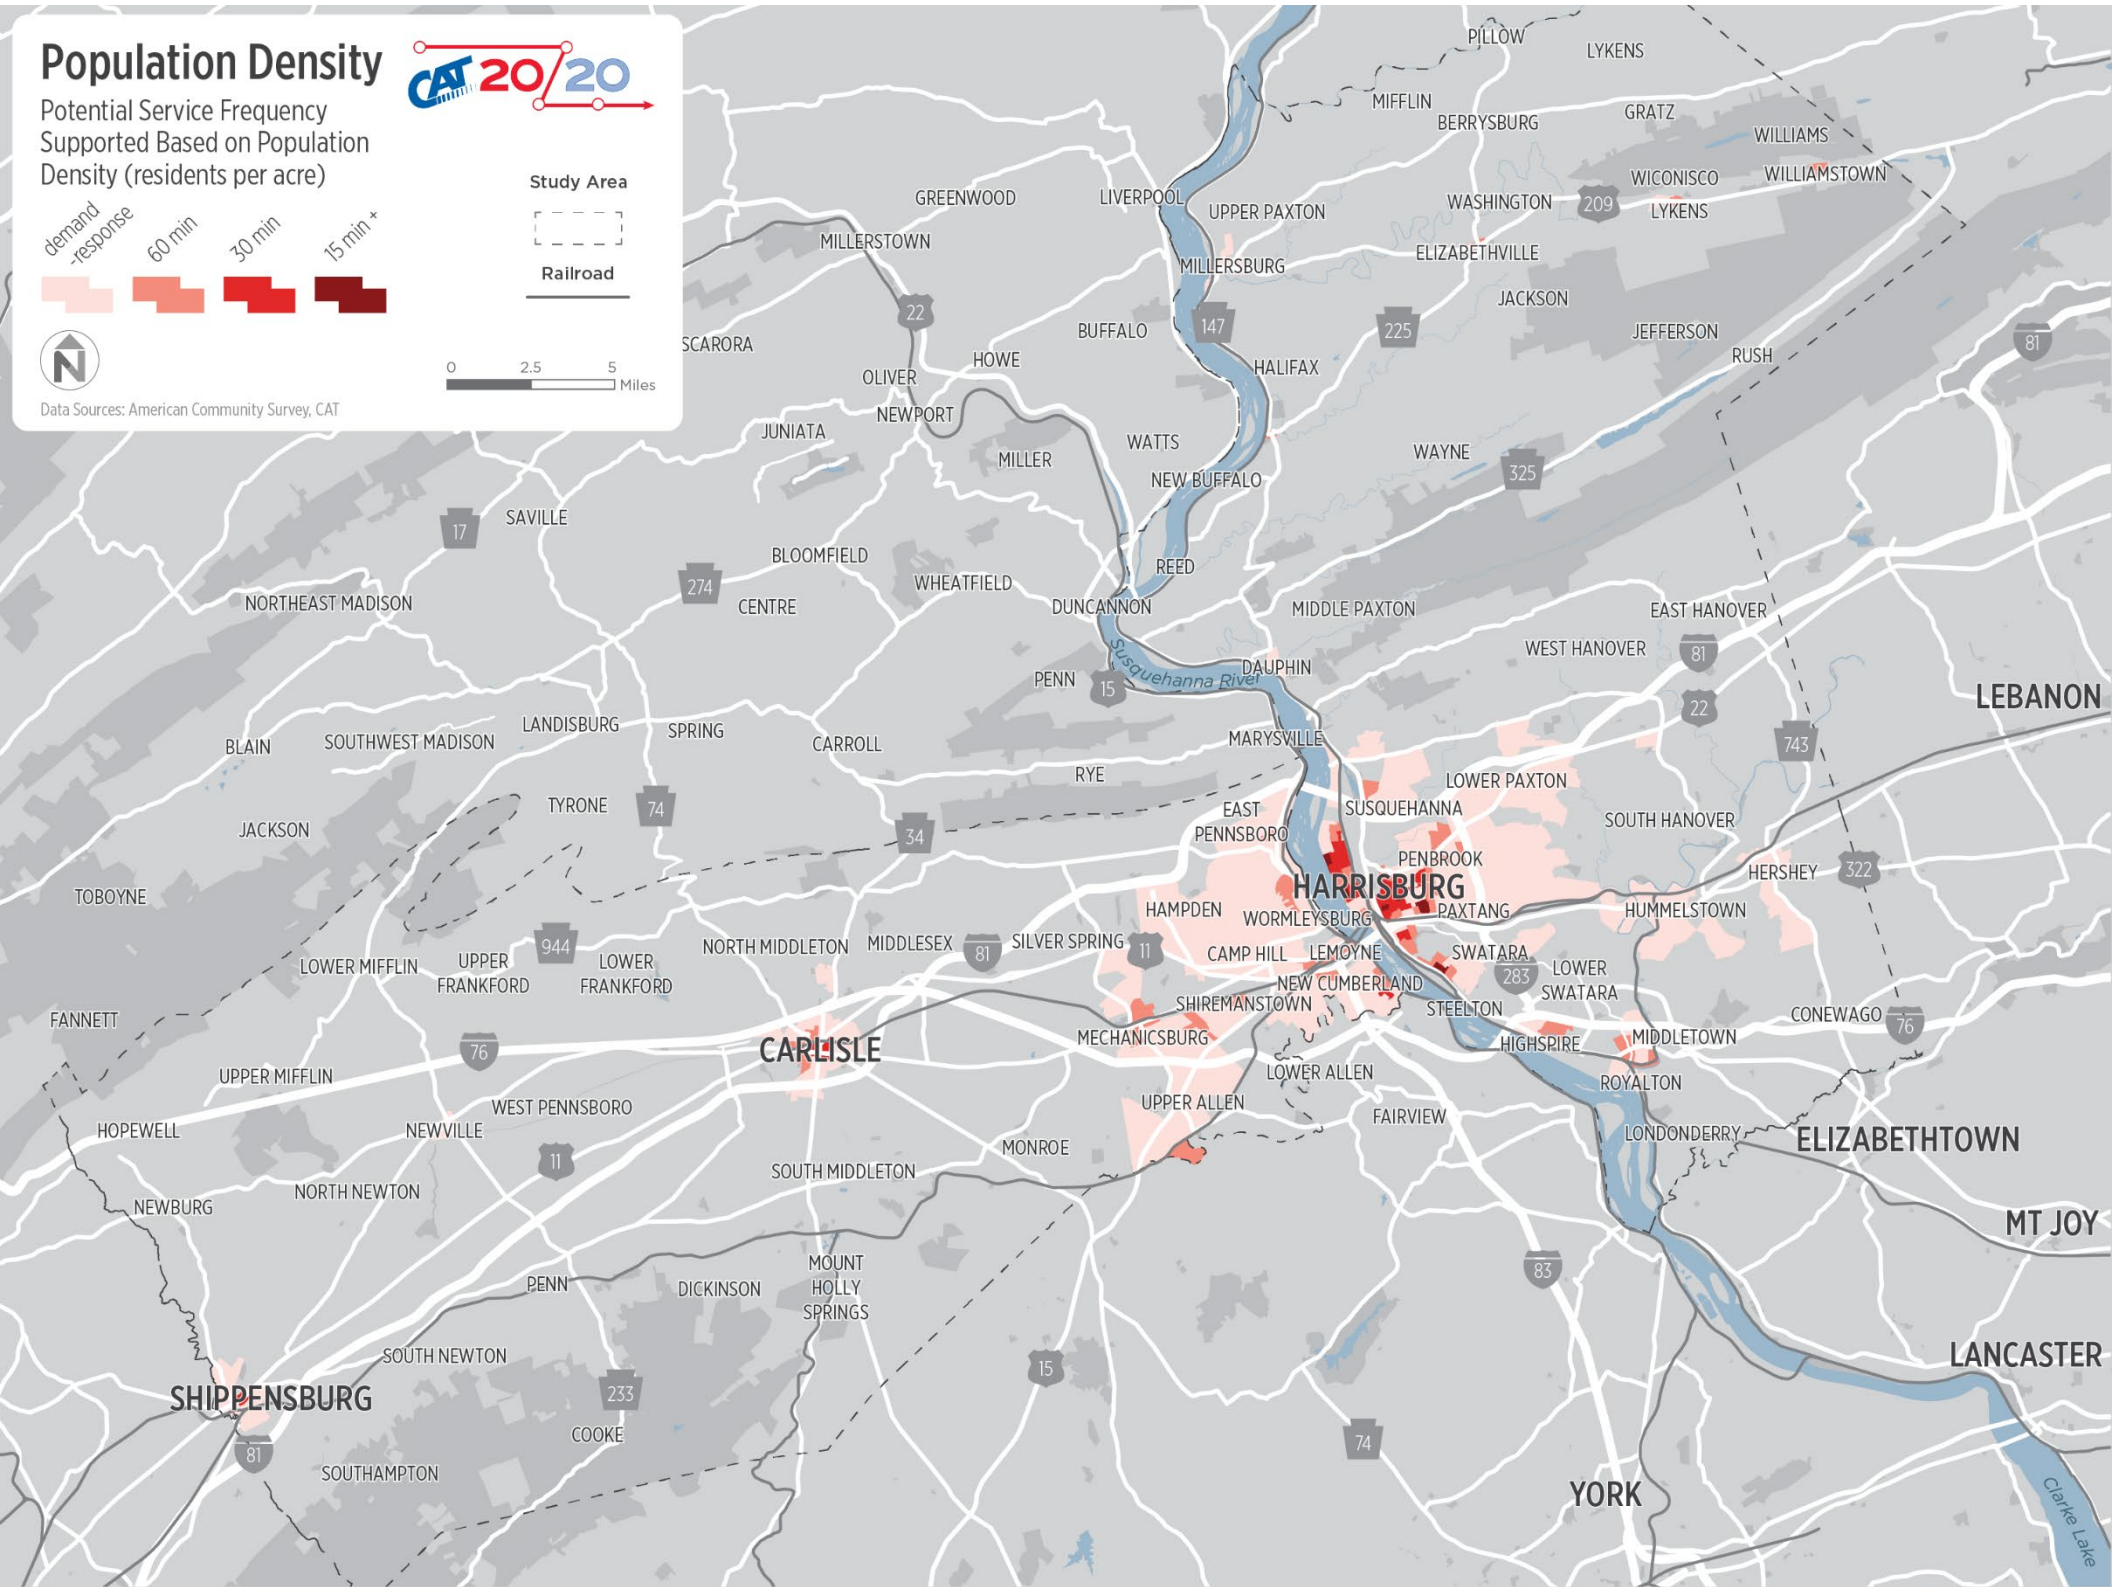 Population Density
CAT 20/20
Potential Service Frequency
Supported Based on Population
Density (residents per acre)
demand
-response
60 min
30 min
15 min +
Study Area
Railroad
N
0 2.5 5
Miles
Data Sources: American Community Survey, CAT
PILLOW
LYKENS
MIFFLIN
BERRYSBURG
GRATZ
WILLIAMS
WICONISCO
WILLIAMSTOWN
GREENWOOD
LIVERPOOL
UPPER PAXTON
WASHINGTON
209
LYKENS
MILLERSTOWN
MILLERSBURG
ELIZABETHVILLE
JACKSON
22
147
225
BUFFALO
JEFFERSON
81
SCARORA
HOWE
RUSH
OLIVER
HALIFAX
NEWPORT
JUNIATA
WATTS
MILLER
WAYNE
NEW BUFFALO
325
17
SAVILLE
BLOOMFIELD
REED
274
WHEATFIELD
NORTHEAST MADISON
CENTRE
DUNCANNON
MIDDLE PAXTON
EAST HANOVER
WEST HANOVER
81
Susquehanna River
DAUPHIN
PENN
15
LEBANON
22
LANDISBURG
SPRING
BLAIN
SOUTHWEST MADISON
CARROLL
MARYSVILLE
743
RYE
LOWER PAXTON
TYRONE
74
EAST
PENNSBORO
SUSQUEHANNA
JACKSON
34
SOUTH HANOVER
PENBROOK
HERSHEY
322
TOBOYNE
HARRISBURG
HAMPDEN
WORMLEYSBURG
PAXTANG
HUMMELSTOWN
944
NORTH MIDDLETON
MIDDLESEX
81
SILVER SPRING
11
CAMP HILL
LEMOYNE
SWATARA
LOWER MIFFLIN
UPPER
FRANKFORD
LOWER
FRANKFORD
283
LOWER
SWATARA
NEW CUMBERLAND
SHIREMANSTOWN
STEELTON
FANNETT
CONEWAGO
76
MECHANICSBURG
HIGHSPIRE
MIDDLETOWN
76
CARLISLE
UPPER MIFFLIN
LOWER ALLEN
ROYALTON
WEST PENNSBORO
UPPER ALLEN
FAIRVIEW
HOPEWELL
NEWVILLE
LONDONDERRY
ELIZABETHTOWN
11
MONROE
SOUTH MIDDLETON
NORTH NEWTON
NEWBURG
MT JOY
MOUNT
HOLLY
SPRINGS
83
PENN
DICKINSON
SOUTH NEWTON
LANCASTER
15
SHIPPENSBURG
233
COOKE
74
81
SOUTHAMPTON
YORK
Clarke Lake